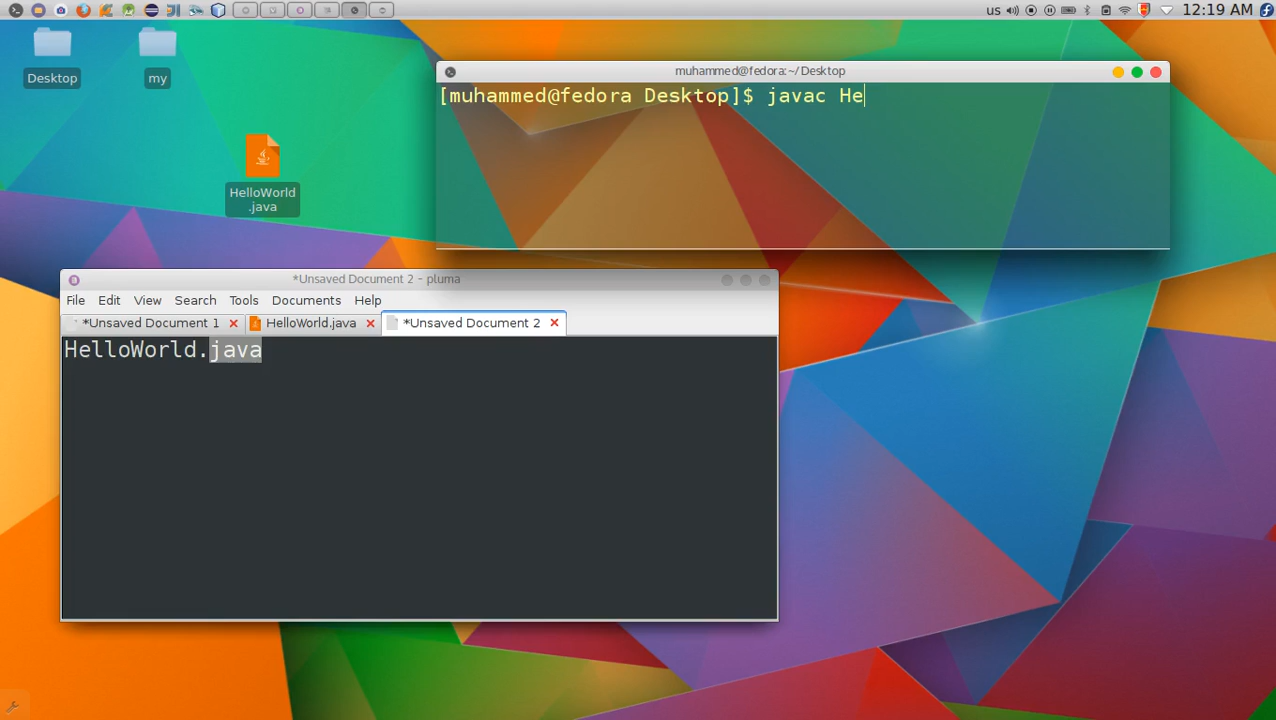 us 12:19 AM
Desktop
my
HelloWorld
.java
muhammed@fedora:~/Desktop
[muhammed@fedora Desktop]$ javac He
*Unsaved Document 2 - pluma
File Edit View Search Tools Documents Help
*Unsaved Document 1 HelloWorld.java *Unsaved Document 2
HelloWorld.java